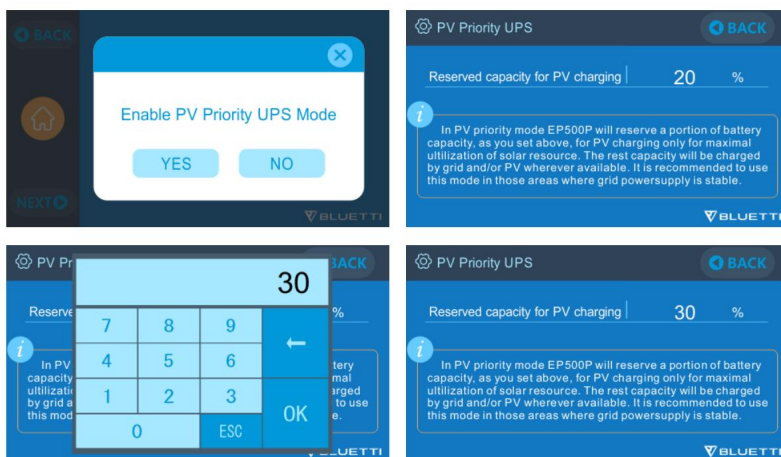 BACK
Enable PV Priority UPS Mode
YES
NO
NEXT
BLUETTI
PV Priority UPS
BACK
Reserved capacity for PV charging 20 %
i
In PV priority mode EP500P will reserve a portion of battery
capacity, as you set above, for PV charging only for maximal
ultilization of solar resource. The rest capacity will be charged
by grid and/or PV wherever available. It is recommended to use
this mode in those areas where grid powersupply is stable.
BLUETTI
PV Pr
BACK
30
Reserve
%
7 8 9
4 5 6
1 2 3
0 ESC OK
i
In PV
tery
capacity
mal
ultilizati
arged
by grid a
to use
this mod
e.
BLUETTI
PV Priority UPS
BACK
Reserved capacity for PV charging 30 %
i
In PV priority mode EP500P will reserve a portion of battery
capacity, as you set above, for PV charging only for maximal
ultilization of solar resource. The rest capacity will be charged
by grid and/or PV wherever available. It is recommended to use
this mode in those areas where grid powersupply is stable.
BLUETTI